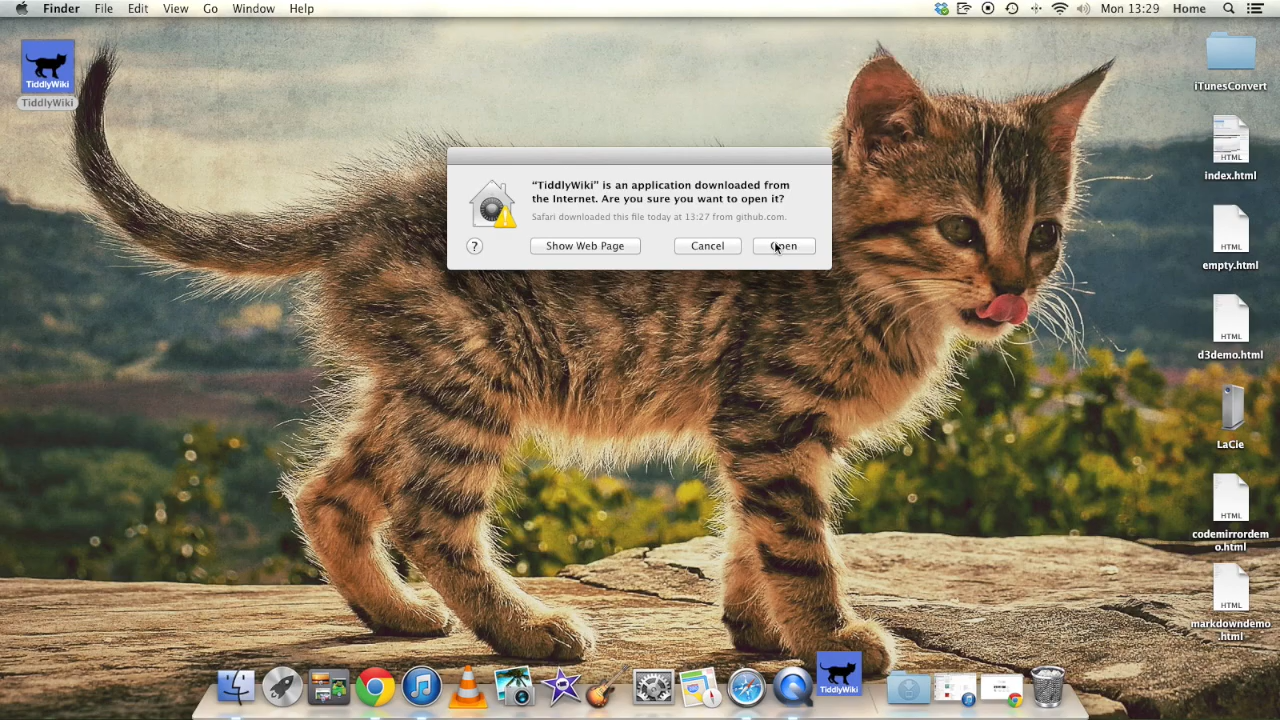 Finder File Edit View Go Window Help Mon 13:29 Home
TiddlyWiki
TiddlyWiki
iTunesConvert
HTML
index.html
HTML
empty.html
HTML
d3demo.html
LaCie
HTML
codemirrordem
o.html
HTML
markdowndemo
.html
“TiddlyWiki” is an application downloaded from
the Internet. Are you sure you want to open it?
Safari downloaded this file today at 13:27 from github.com.
? Show Web Page Cancel Open
TiddlyWiki